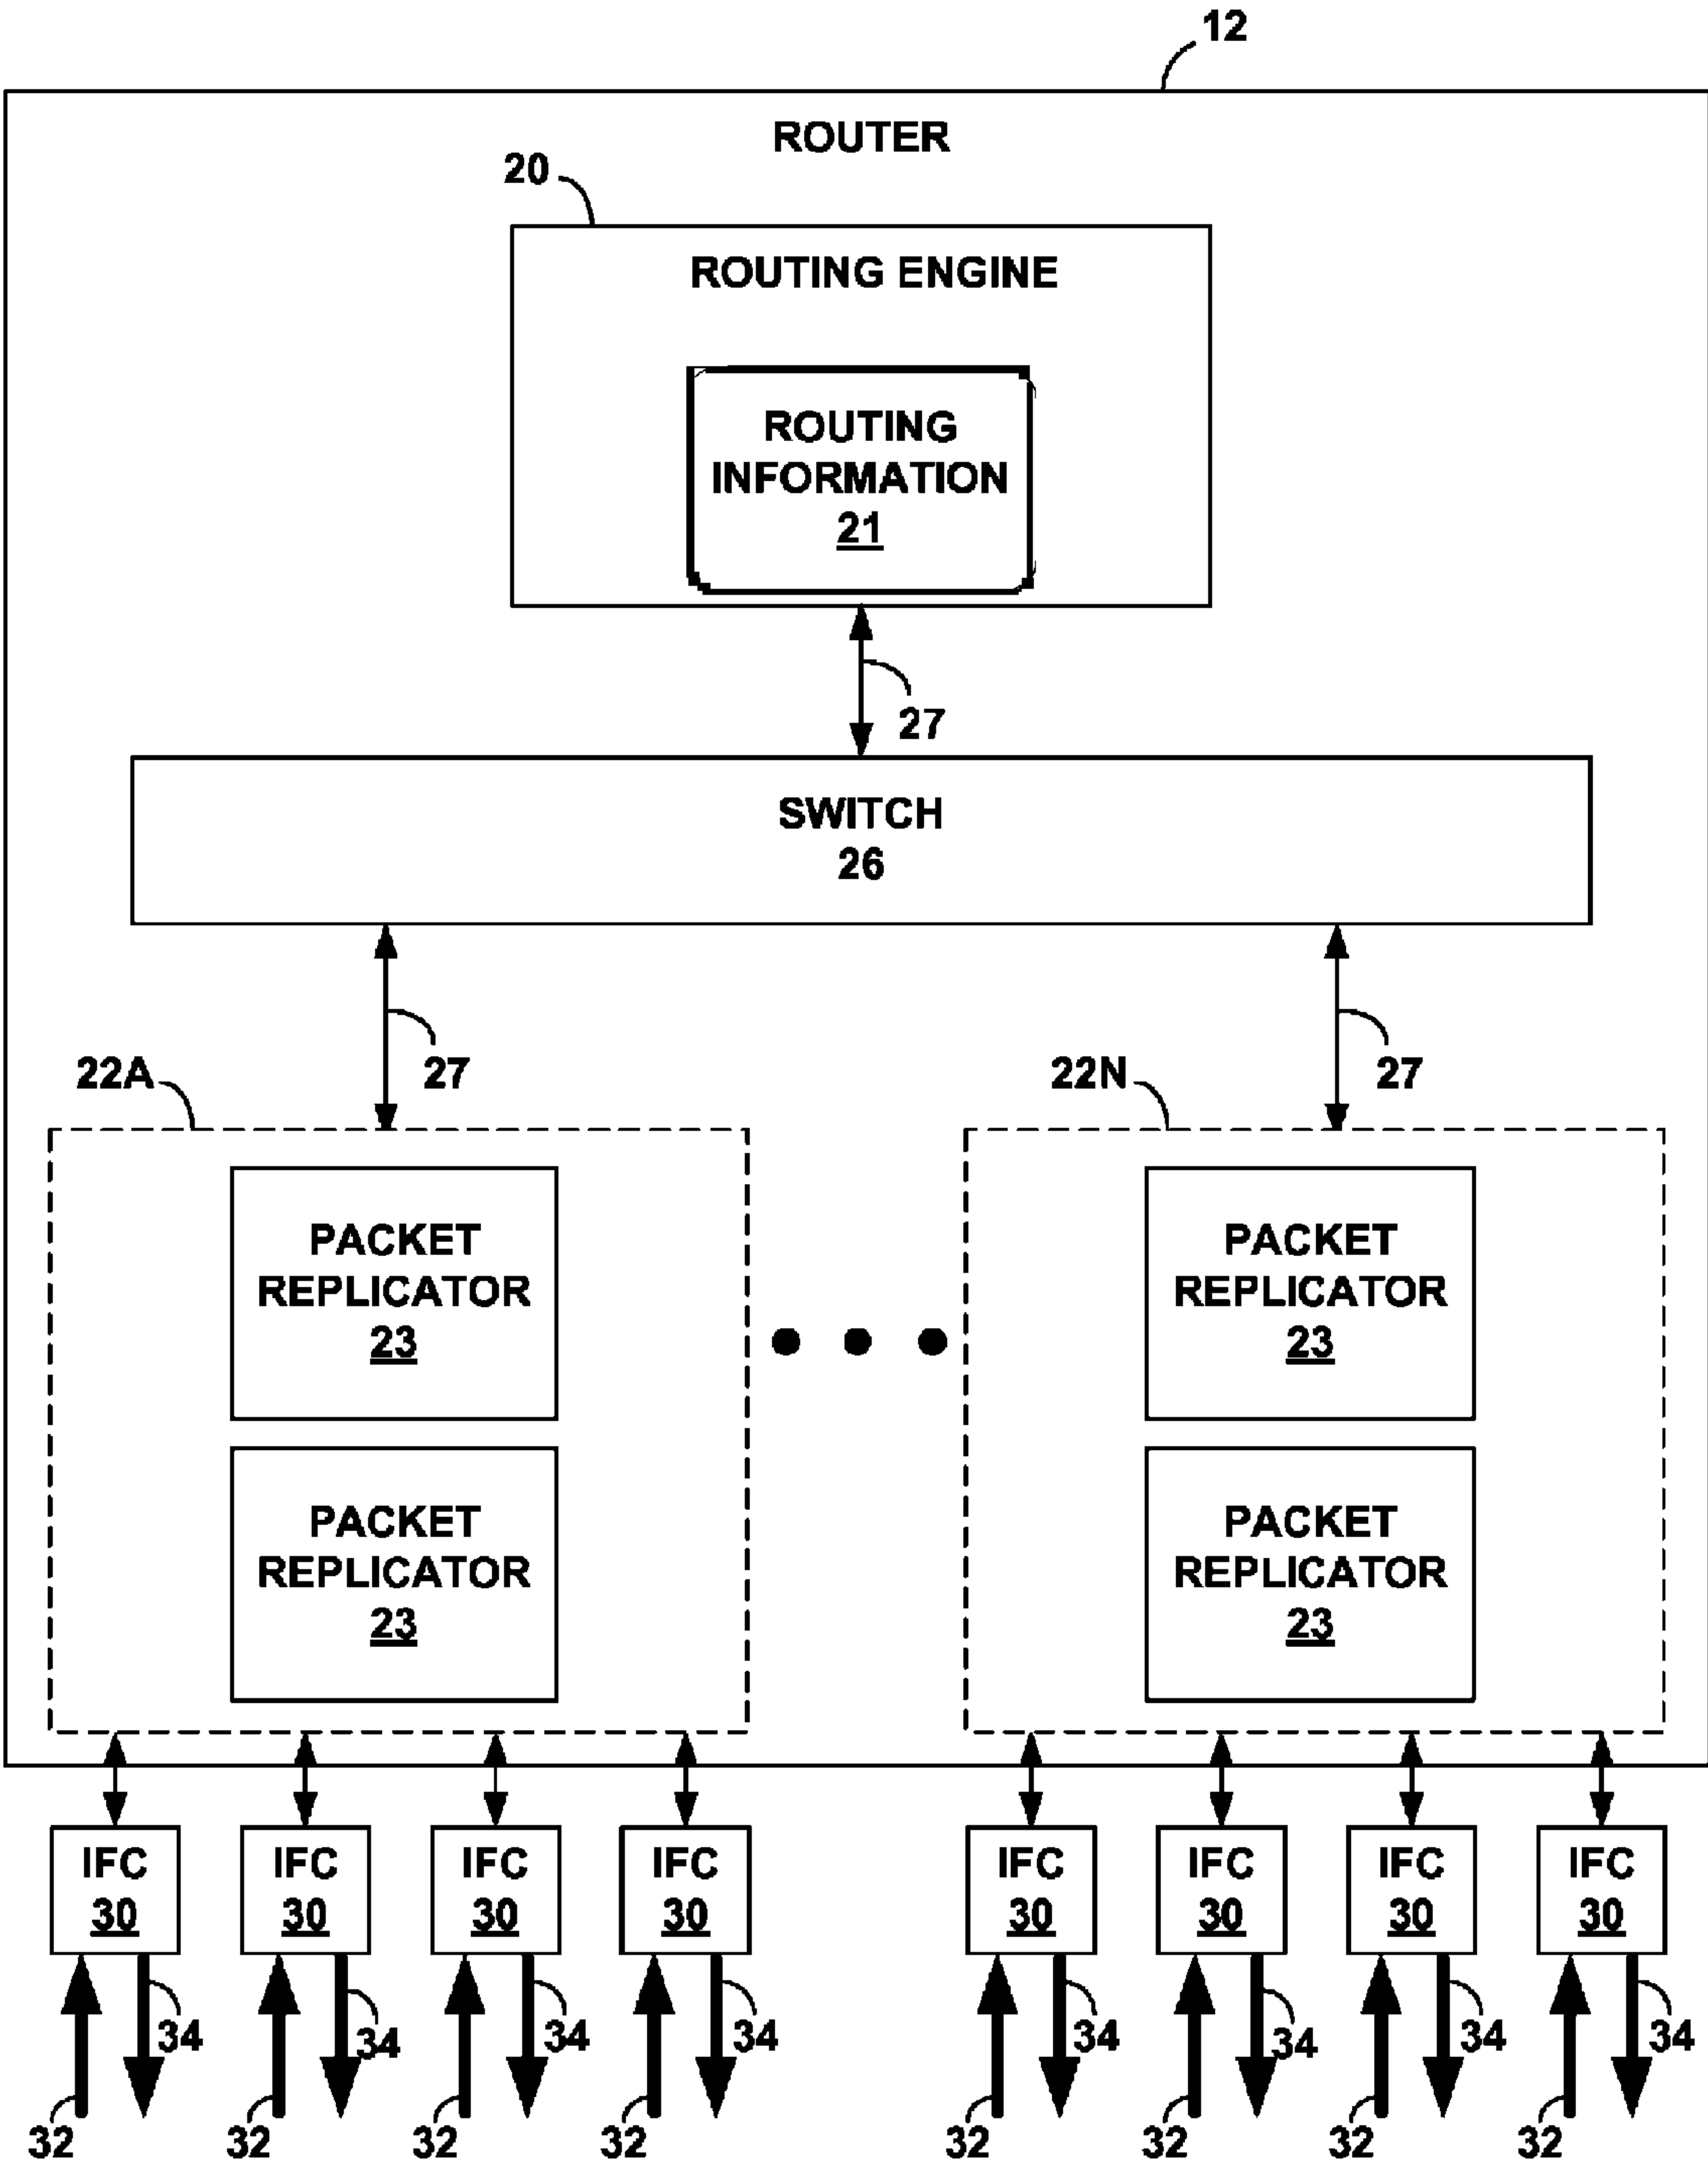 12
ROUTER
20
ROUTING ENGINE
ROUTING
INFORMATION
21
27
SWITCH
26
27
27
22A
22N
PACKET
REPLICATOR
23
PACKET
REPLICATOR
23
PACKET
REPLICATOR
23
PACKET
REPLICATOR
23
IFC
30
IFC
30
IFC
30
IFC
30
IFC
30
IFC
30
IFC
30
IFC
30
34
34
34
34
34
34
34
34
32
32
32
32
32
32
32
32